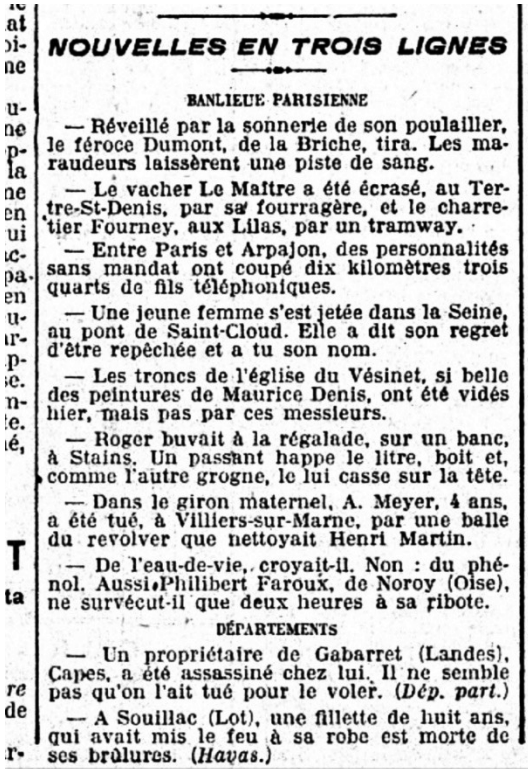 NOUVELLES EN TROIS LIGNES
BANLIEUE PARISIENNE
— Réveillé par la sonnerie de son poulailler,
le féroce Dumont, de la Briche, tira. Les ma-
raudeurs laissèrent une piste de sang.
— Le vacher Le Maître a été écrasé, au Ter-
tre-St-Denis, par sa fourragère, et le charre-
tier Fourney, aux Lilas, par un tramway.
— Entre Paris et Arpajon, des personnalités
sans mandat ont coupé dix kilomètres trois
quarts de fils téléphoniques.
— Une jeune femme s'est jetée dans la Seine,
au pont de Saint-Cloud. Elle a dit son regret
d'être repêchée et a tu son nom.
— Les troncs de l'église du Vésinet, si belle
des peintures de Maurice Denis, ont été vidés
hier, mais pas par ces messieurs.
— Roger buvait à la régalade, sur un banc,
à Stains. Un passant happe le litre, boit et,
comme l'autre grogne, le lui casse sur la tête.
— Dans le giron maternel, A. Meyer, 4 ans,
a été tué, à Villiers-sur-Marne, par une balle
du revolver que nettoyait Henri Martin.
— De l'eau-de-vie, croyait-il. Non : du phé-
nol. Aussi Philibert Faroux, de Noroy (Oise),
ne survécut-il que deux heures à sa ribote.
DÉPARTEMENTS
— Un propriétaire de Gabarret (Landes),
Capes, a été assassiné chez lui. Il ne semble
pas qu'on l'ait tué pour le voler. (Dép. part.)
— A Souillac (Lot), une fillette de huit ans,
qui avait mis le feu à sa robe est morte de
ses brûlures. (Havas.)